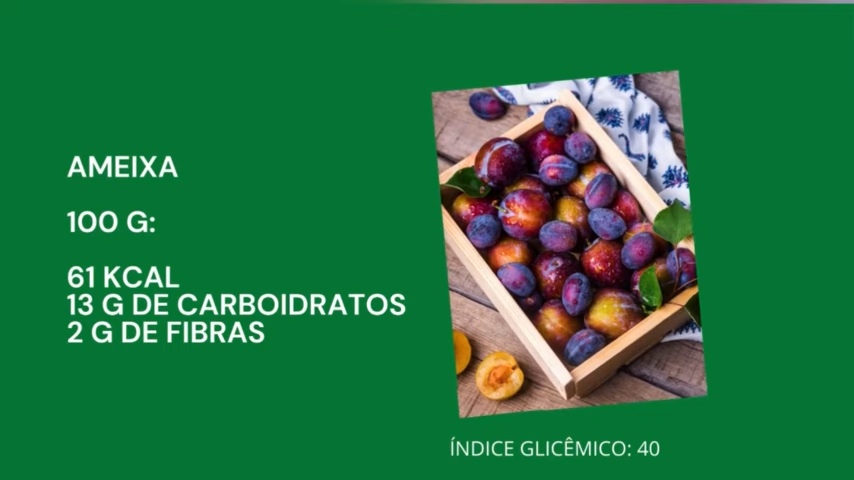 AMEIXA
100 G:
61 KCAL
13 G DE CARBOIDRATOS
2 G DE FIBRAS
ÍNDICE GLICÊMICO: 40